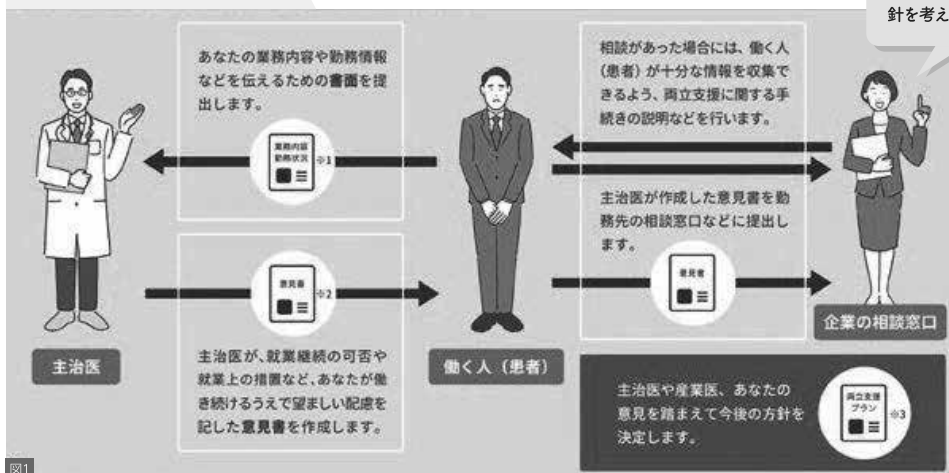 針を考え
あなたの業務内容や勤務情報
などを伝えるための書面を提
出します。
業務内容
勤務状況
※1
相談があった場合には、働く人
（患者）が十分な情報を収集で
きるよう、両立支援に関する手
続きの説明などを行います。
主治医が作成した意見書を勤
務先の相談窓口などに提出し
ます。
意見書
※2
意見書
主治医
主治医が、就業継続の可否や
就業上の措置など、あなたが働
き続けるうえで望ましい配慮を
記した意見書を作成します。
働く人（患者）
企業の相談窓口
主治医や産業医、あなたの
意見を踏まえて今後の方針を
決定します。
両立支援
プラン
※3
図1